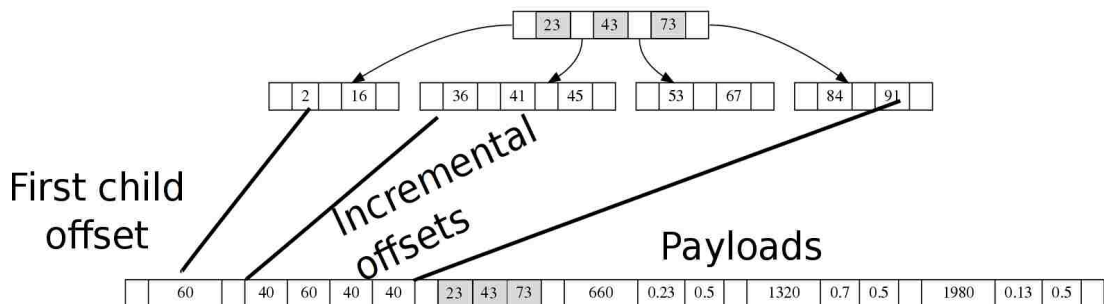 23 43 73
2 16 36 41 45 53 67 84 91
First child
offset
Incremental
offsets
Payloads
60 40 60 40 40 23 43 73 660 0.23 0.5 1320 0.7 0.5 1980 0.13 0.5